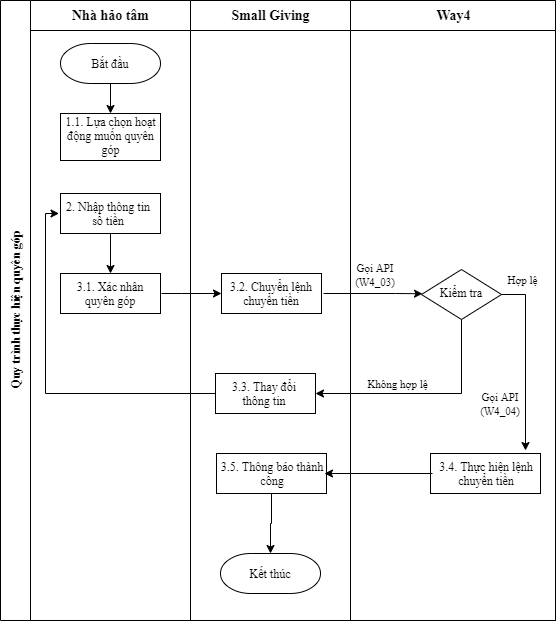 Nhà hảo tâm
Small Giving
Way4
Quy trình thực hiện quyên góp
Bắt đầu
1.1. Lựa chọn hoạt
động muốn quyên
góp
2. Nhập thông tin
số tiền
3.1. Xác nhân
quyên góp
3.2. Chuyển lệnh
chuyển tiền
Gọi API
(W4_03)
Kiểm tra
Hợp lệ
Không hợp lệ
3.3. Thay đổi
thông tin
Gọi API
(W4_04)
3.4. Thực hiện lệnh
chuyển tiền
3.5. Thông báo thành
công
Kết thúc